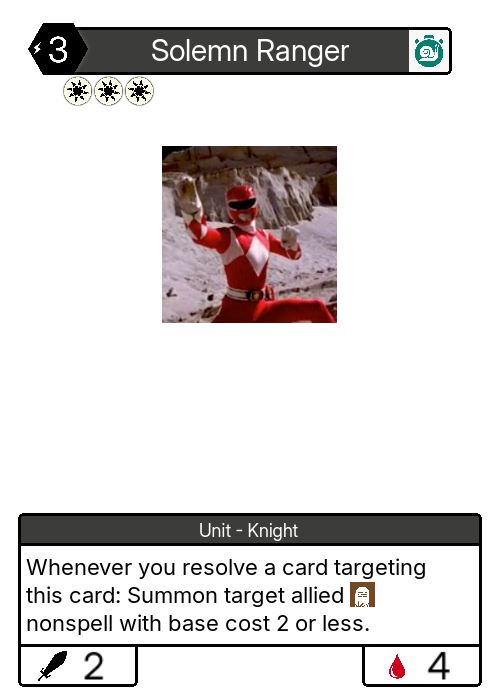 3
Solemn Ranger
Unit - Knight
Whenever you resolve a card targeting
this card: Summon target allied
nonspell with base cost 2 or less.
2
4